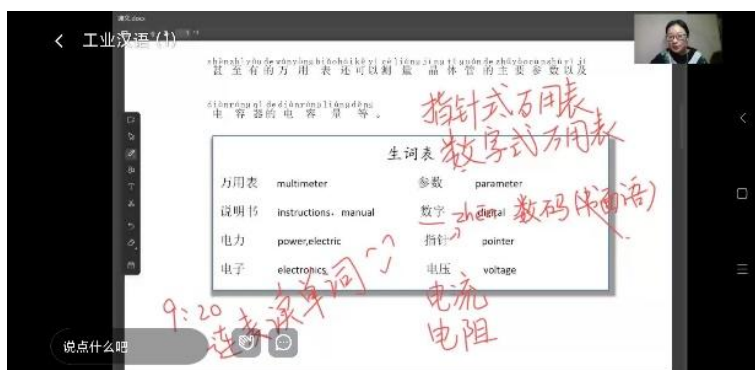 课文.docx
工业汉语 (1)
甚至有的万用表还可以测量晶体管的主要参数以及
电容器的电容量等。
指针式万用表
数字式万用表
生词表
万用表 multimeter 参数 parameter
说明书 instructions, manual 数字 digital
zhēn 数码(书面语)
电力 power,electric 指针 pointer
电子 electronics 电压 voltage
电流
电阻
9:20
连麦读单词
说点什么吧